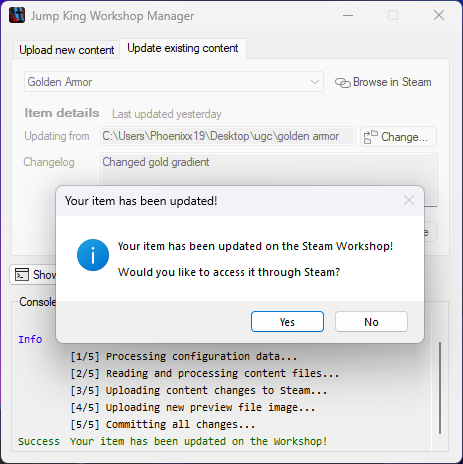 Jump King Workshop Manager
Upload new content Update existing content
Golden Armor Browse in Steam
Item details Last updated yesterday
Updating from C:\Users\Phoenixx19\Desktop\ugc\golden armor Change...
Changelog Changed gold gradient
Your item has been updated!
Your item has been updated on the Steam Workshop!
Would you like to access it through Steam?
Yes No
Show
Console
Info
[1/5] Processing configuration data...
[2/5] Reading and processing content files...
[3/5] Uploading content changes to Steam...
[4/5] Uploading new preview file image...
[5/5] Committing all changes...
Success Your item has been updated on the Workshop!